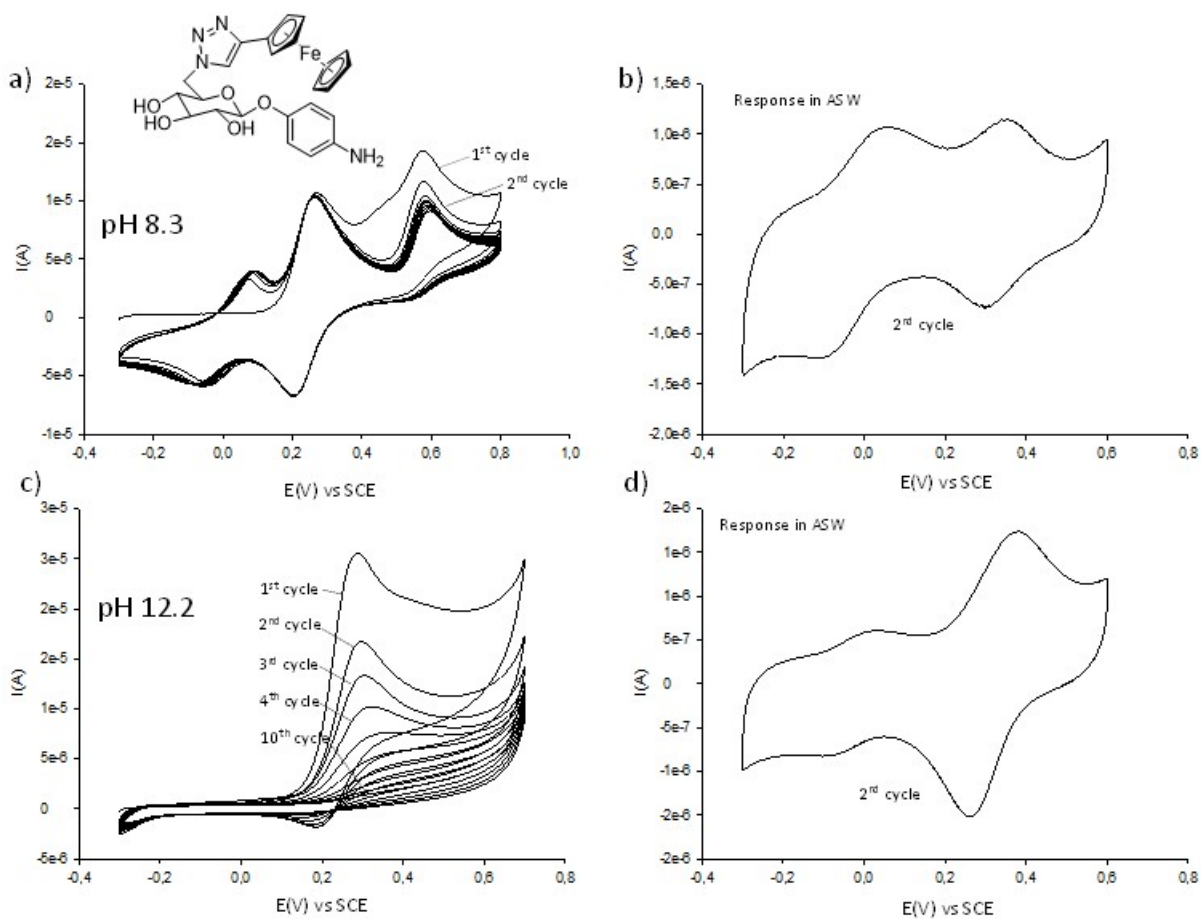 a)
N
N
N
Fe
HO
HO
O
O
OH
NH₂
2e-5
2e-5
1e-5
5e-6
0
-5e-6
-1e-5
I(A)
pH 8.3
1st cycle
2nd cycle
-0,4 -0,2 0,0 0,2 0,4 0,6 0,8 1,0
E(V) vs SCE
b)
Response in ASW
1,5e-6
1,0e-6
5,0e-7
0,0
-5,0e-7
-1,0e-6
-1,5e-6
-2,0e-6
I(A)
2nd cycle
-0,4 -0,2 0,0 0,2 0,4 0,6 0,8
E(V) vs SCE
c)
3e-5
3e-5
2e-5
2e-5
1e-5
5e-6
0
-5e-6
I(A)
pH 12.2
1st cycle
2nd cycle
3rd cycle
4th cycle
10th cycle
-0,4 -0,2 0,0 0,2 0,4 0,6 0,8
E(V) vs SCE
d)
Response in ASW
2e-6
2e-6
1e-6
5e-7
0
-5e-7
-1e-6
-2e-6
-2e-6
I(A)
2nd cycle
-0,4 -0,2 0,0 0,2 0,4 0,6 0,8
E(V) vs SCE